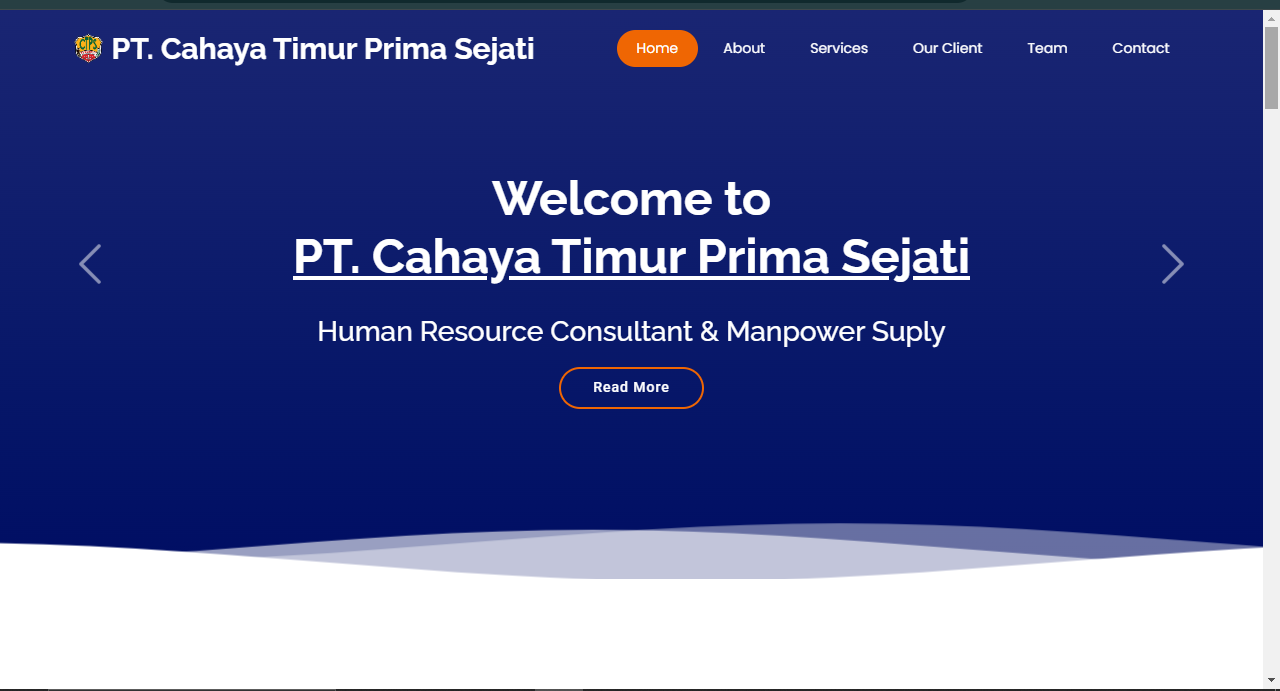 CTPS
PT. Cahaya Timur Prima Sejati
Home
About
Services
Our Client
Team
Contact
Welcome to
PT. Cahaya Timur Prima Sejati
Human Resource Consultant & Manpower Suply
Read More